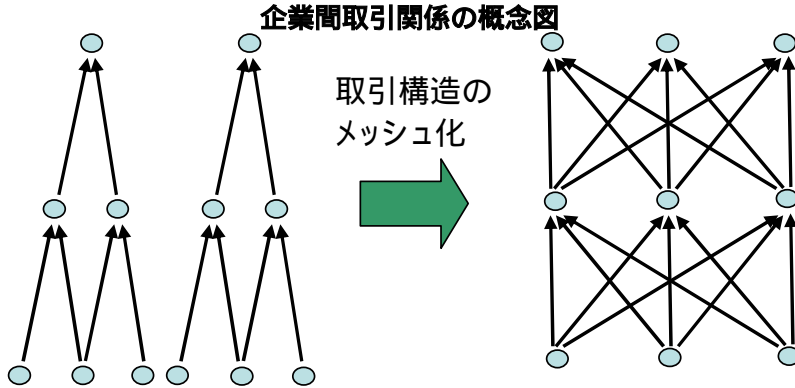 企業間取引関係の概念図
取引構造の
メッシュ化